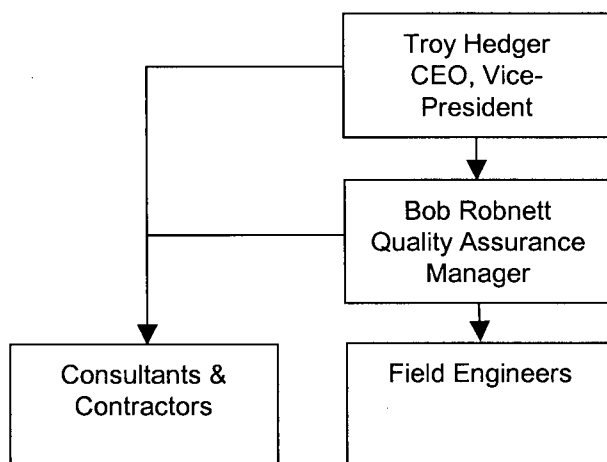 Troy Hedger
CEO, Vice-
President
Bob Robnett
Quality Assurance
Manager
Consultants &
Contractors
Field Engineers